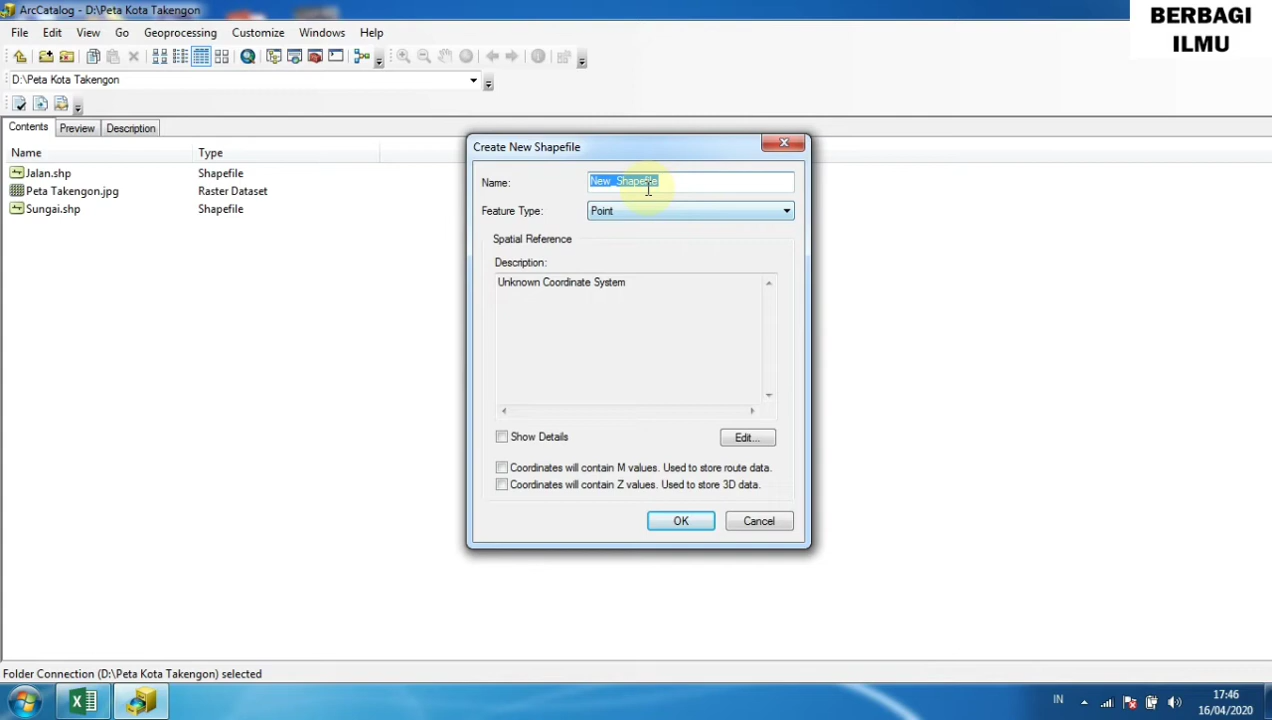 ArcCatalog - D:\Peta Kota Takengon
BERBAGI
ILMU
File Edit View Go Geoprocessing Customize Windows Help
D:\Peta Kota Takengon
Contents Preview Description
Name Type
Jalan.shp Shapefile
Peta Takengon.jpg Raster Dataset
Sungai.shp Shapefile
Create New Shapefile
Name: New_Shapefile
Feature Type: Point
Spatial Reference
Description:
Unknown Coordinate System
Show Details Edit...
Coordinates will contain M values. Used to store route data.
Coordinates will contain Z values. Used to store 3D data.
OK Cancel
Folder Connection (D:\Peta Kota Takengon) selected
IN 17:46
16/04/2020